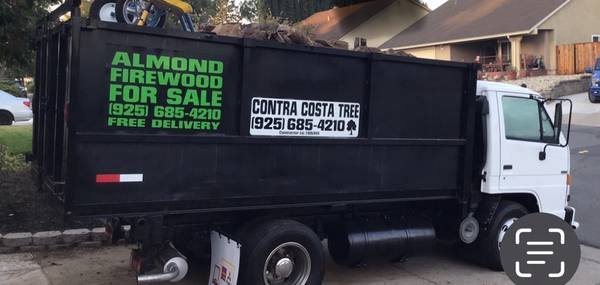 ALMOND
FIREWOOD
FOR SALE
(925) 685-4210
FREE DELIVERY
CONTRA COSTA TREE
(925) 685-4210